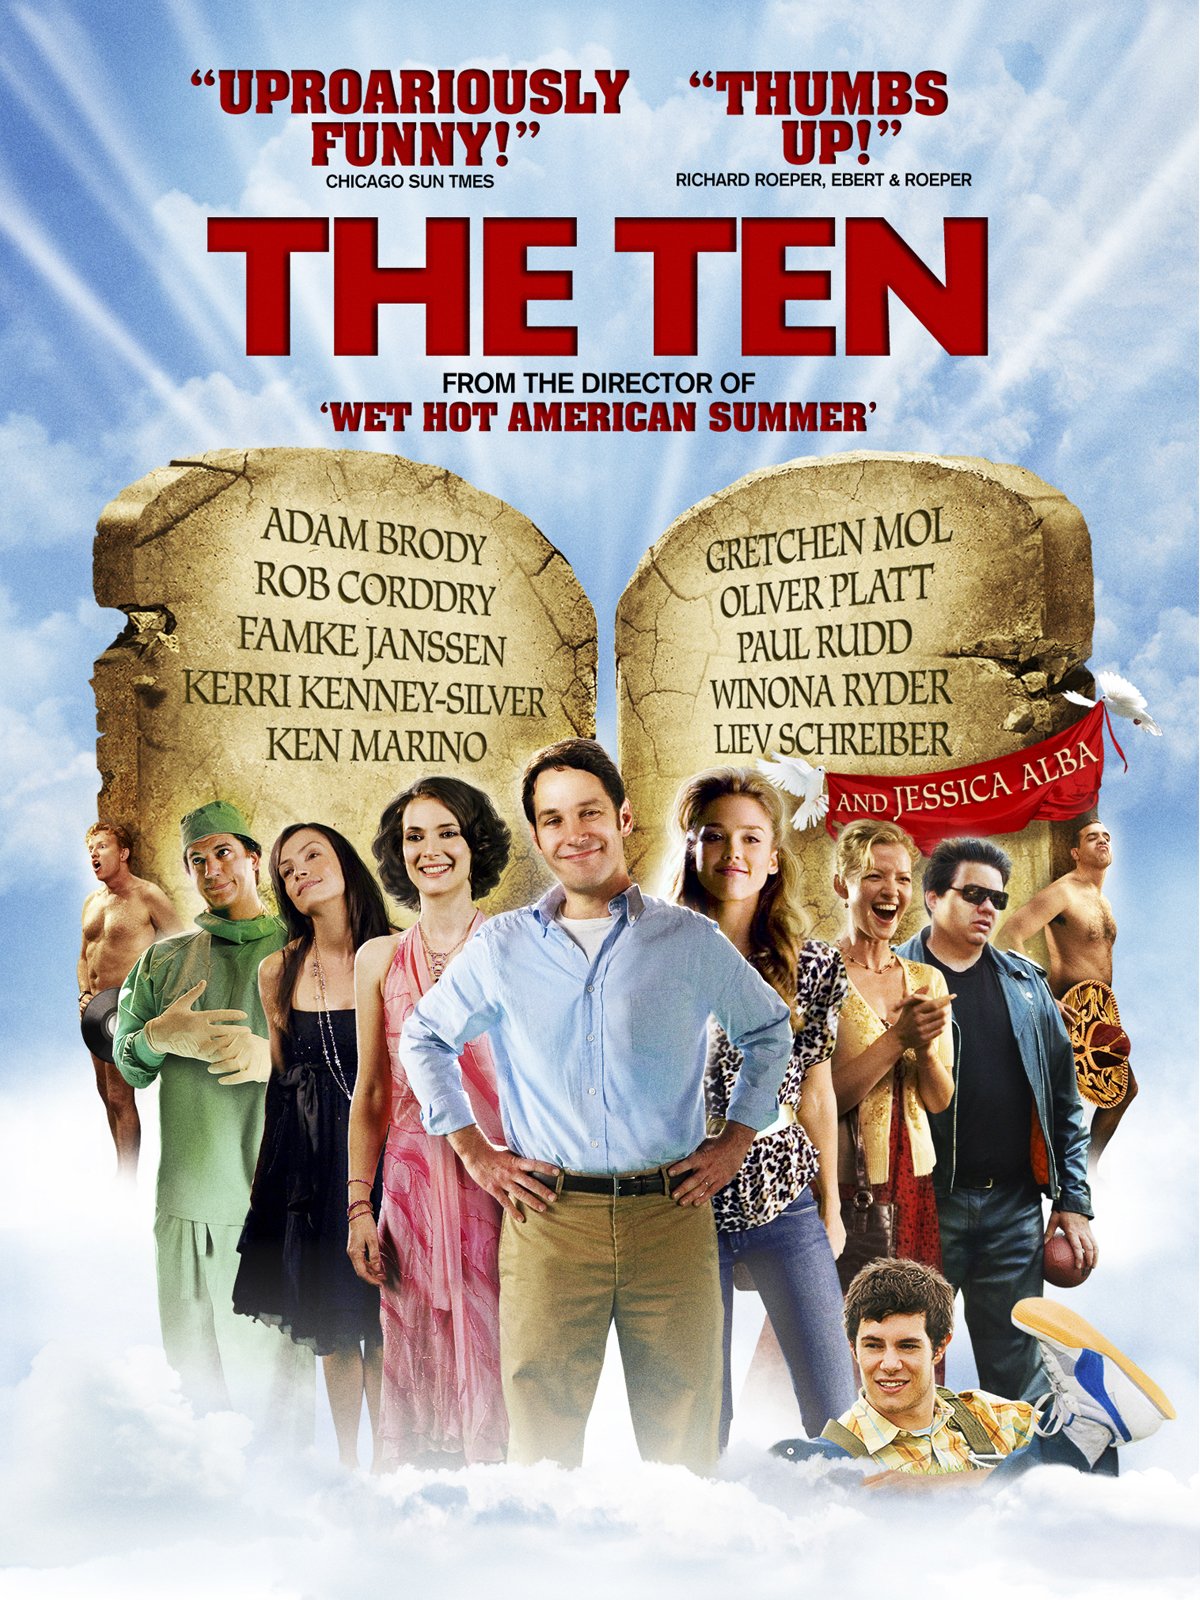 “UPROARIOUSLY
FUNNY!”
CHICAGO SUN TMES
“THUMBS
UP!”
RICHARD ROEPER, EBERT & ROEPER
THE TEN
FROM THE DIRECTOR OF
‘WET HOT AMERICAN SUMMER’
ADAM BRODY
ROB CORDDRY
FAMKE JANSSEN
KERRI KENNEY-SILVER
KEN MARINO
GRETCHEN MOL
OLIVER PLATT
PAUL RUDD
WINONA RYDER
LIEV SCHREIBER
AND JESSICA ALBA